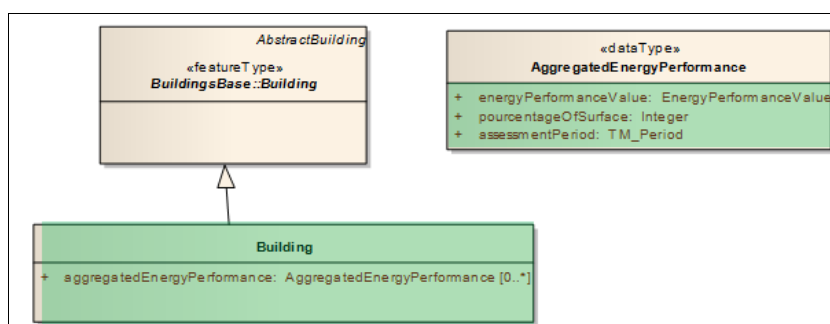 AbstractBuilding
«featureType»
BuildingsBase::Building
«dataType»
AggregatedEnergyPerformance
+ energyPerformanceValue: EnergyPerformanceValue
+ pourcentageOfSurface: Integer
+ assessmentPeriod: TM_Period
Building
+ aggregatedEnergyPerformance: AggregatedEnergyPerformance [0..*]